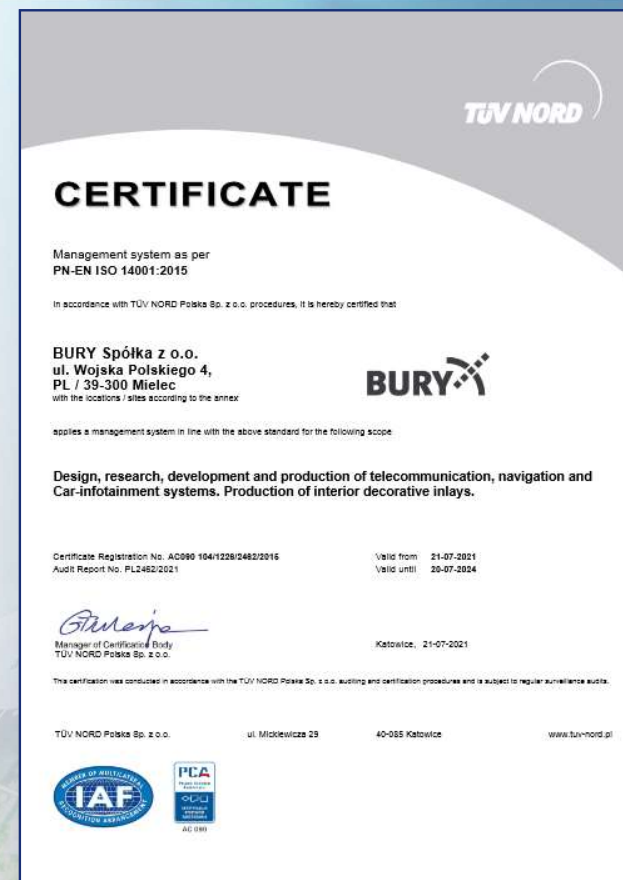 TÜV NORD
CERTIFICATE
Management system as per
PN-EN ISO 14001:2015
In accordance with TÜV NORD Polska Sp. z o.o. procedures, it is hereby certified that
BURY Spółka z o.o.
ul. Wojska Polskiego 4,
PL / 39-300 Mielec
with the locations / sites according to the annex
BURY
applies a management system in line with the above standard for the following scope
Design, research, development and production of telecommunication, navigation and
Car-infotainment systems. Production of interior decorative inlays.
Certificate Registration No. AC090 104/1226/2462/2015 Valid from 21-07-2021
Audit Report No. PL2462/2021 Valid until 20-07-2024
Manager of Certification Body
TÜV NORD Polska Sp. z o.o. Katowice, 21-07-2021
This certification was conducted in accordance with the TÜV NORD Polska Sp. z o.o. auditing and certification procedures and is subject to regular surveillance audits.
TÜV NORD Polska Sp. z o.o. ul. Mickiewicza 29 40-085 Katowice www.tuv-nord.pl
MEMBER OF MULTILATERAL
IAF
RECOGNITION ARRANGEMENT
PCA
AC 090